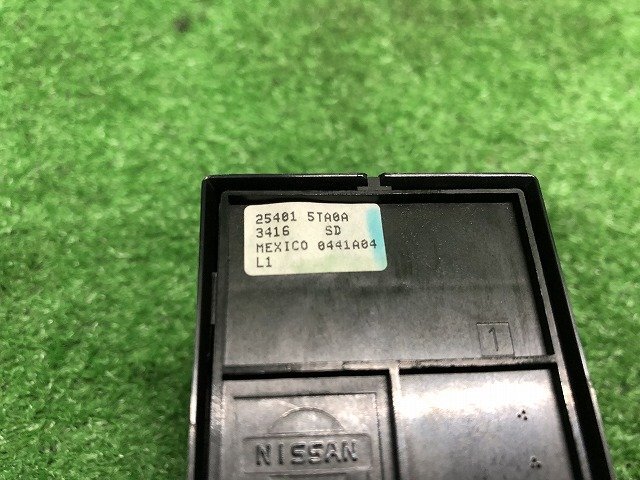 25401 5TA0A
3416 SD
MEXICO 0441A04
L1
1
NISSAN